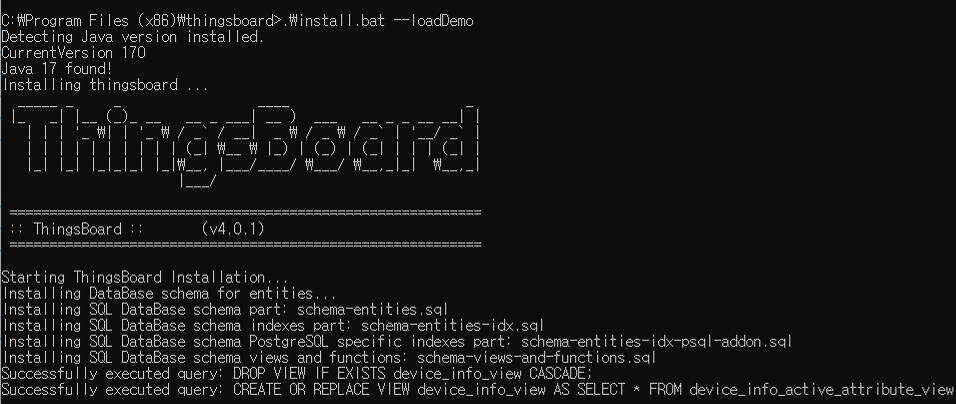 C:₩Program Files (x86)₩thingsboard>.₩install.bat --loadDemo
Detecting Java version installed.
CurrentVersion 170
Java 17 found!
Installing thingsboard ...
ThingsBoard
===========================================================
:: ThingsBoard ::       (v4.0.1)
===========================================================
Starting ThingsBoard Installation...
Installing DataBase schema for entities...
Installing SQL DataBase schema part: schema-entities.sql
Installing SQL DataBase schema indexes part: schema-entities-idx.sql
Installing SQL DataBase schema PostgreSQL specific indexes part: schema-entities-idx-psql-addon.sql
Installing SQL DataBase schema views and functions: schema-views-and-functions.sql
Successfully executed query: DROP VIEW IF EXISTS device_info_view CASCADE;
Successfully executed query: CREATE OR REPLACE VIEW device_info_view AS SELECT * FROM device_info_active_attribute_view